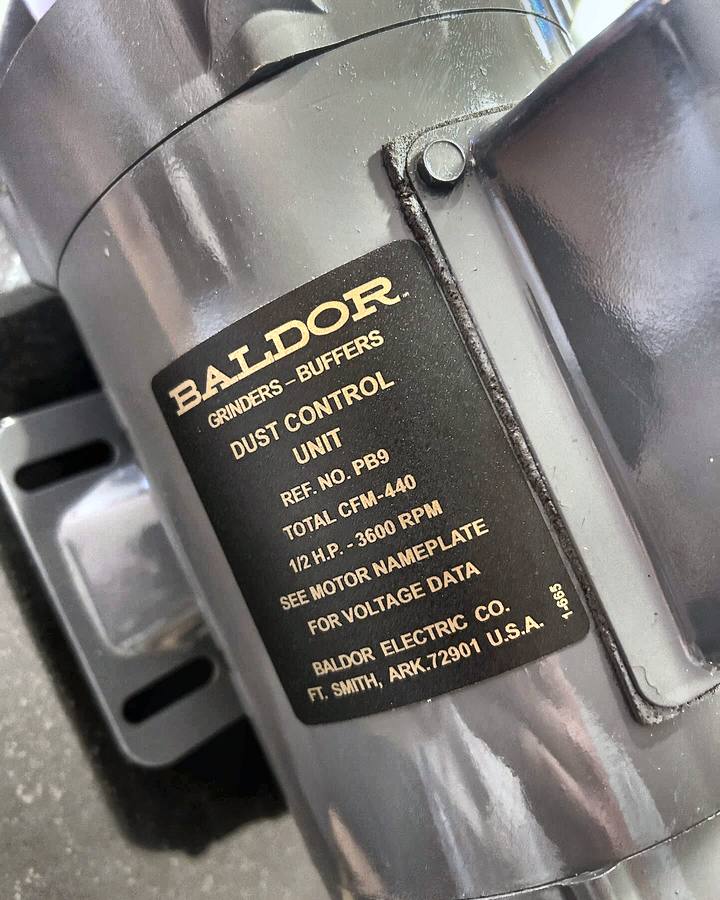 BALDOR
GRINDERS - BUFFERS
DUST CONTROL
UNIT
REF. NO. PB9
TOTAL CFM-440
1/2 H.P. - 3600 RPM
SEE MOTOR NAMEPLATE
FOR VOLTAGE DATA
BALDOR ELECTRIC CO.
FT. SMITH, ARK.72901 U.S.A.
1-665